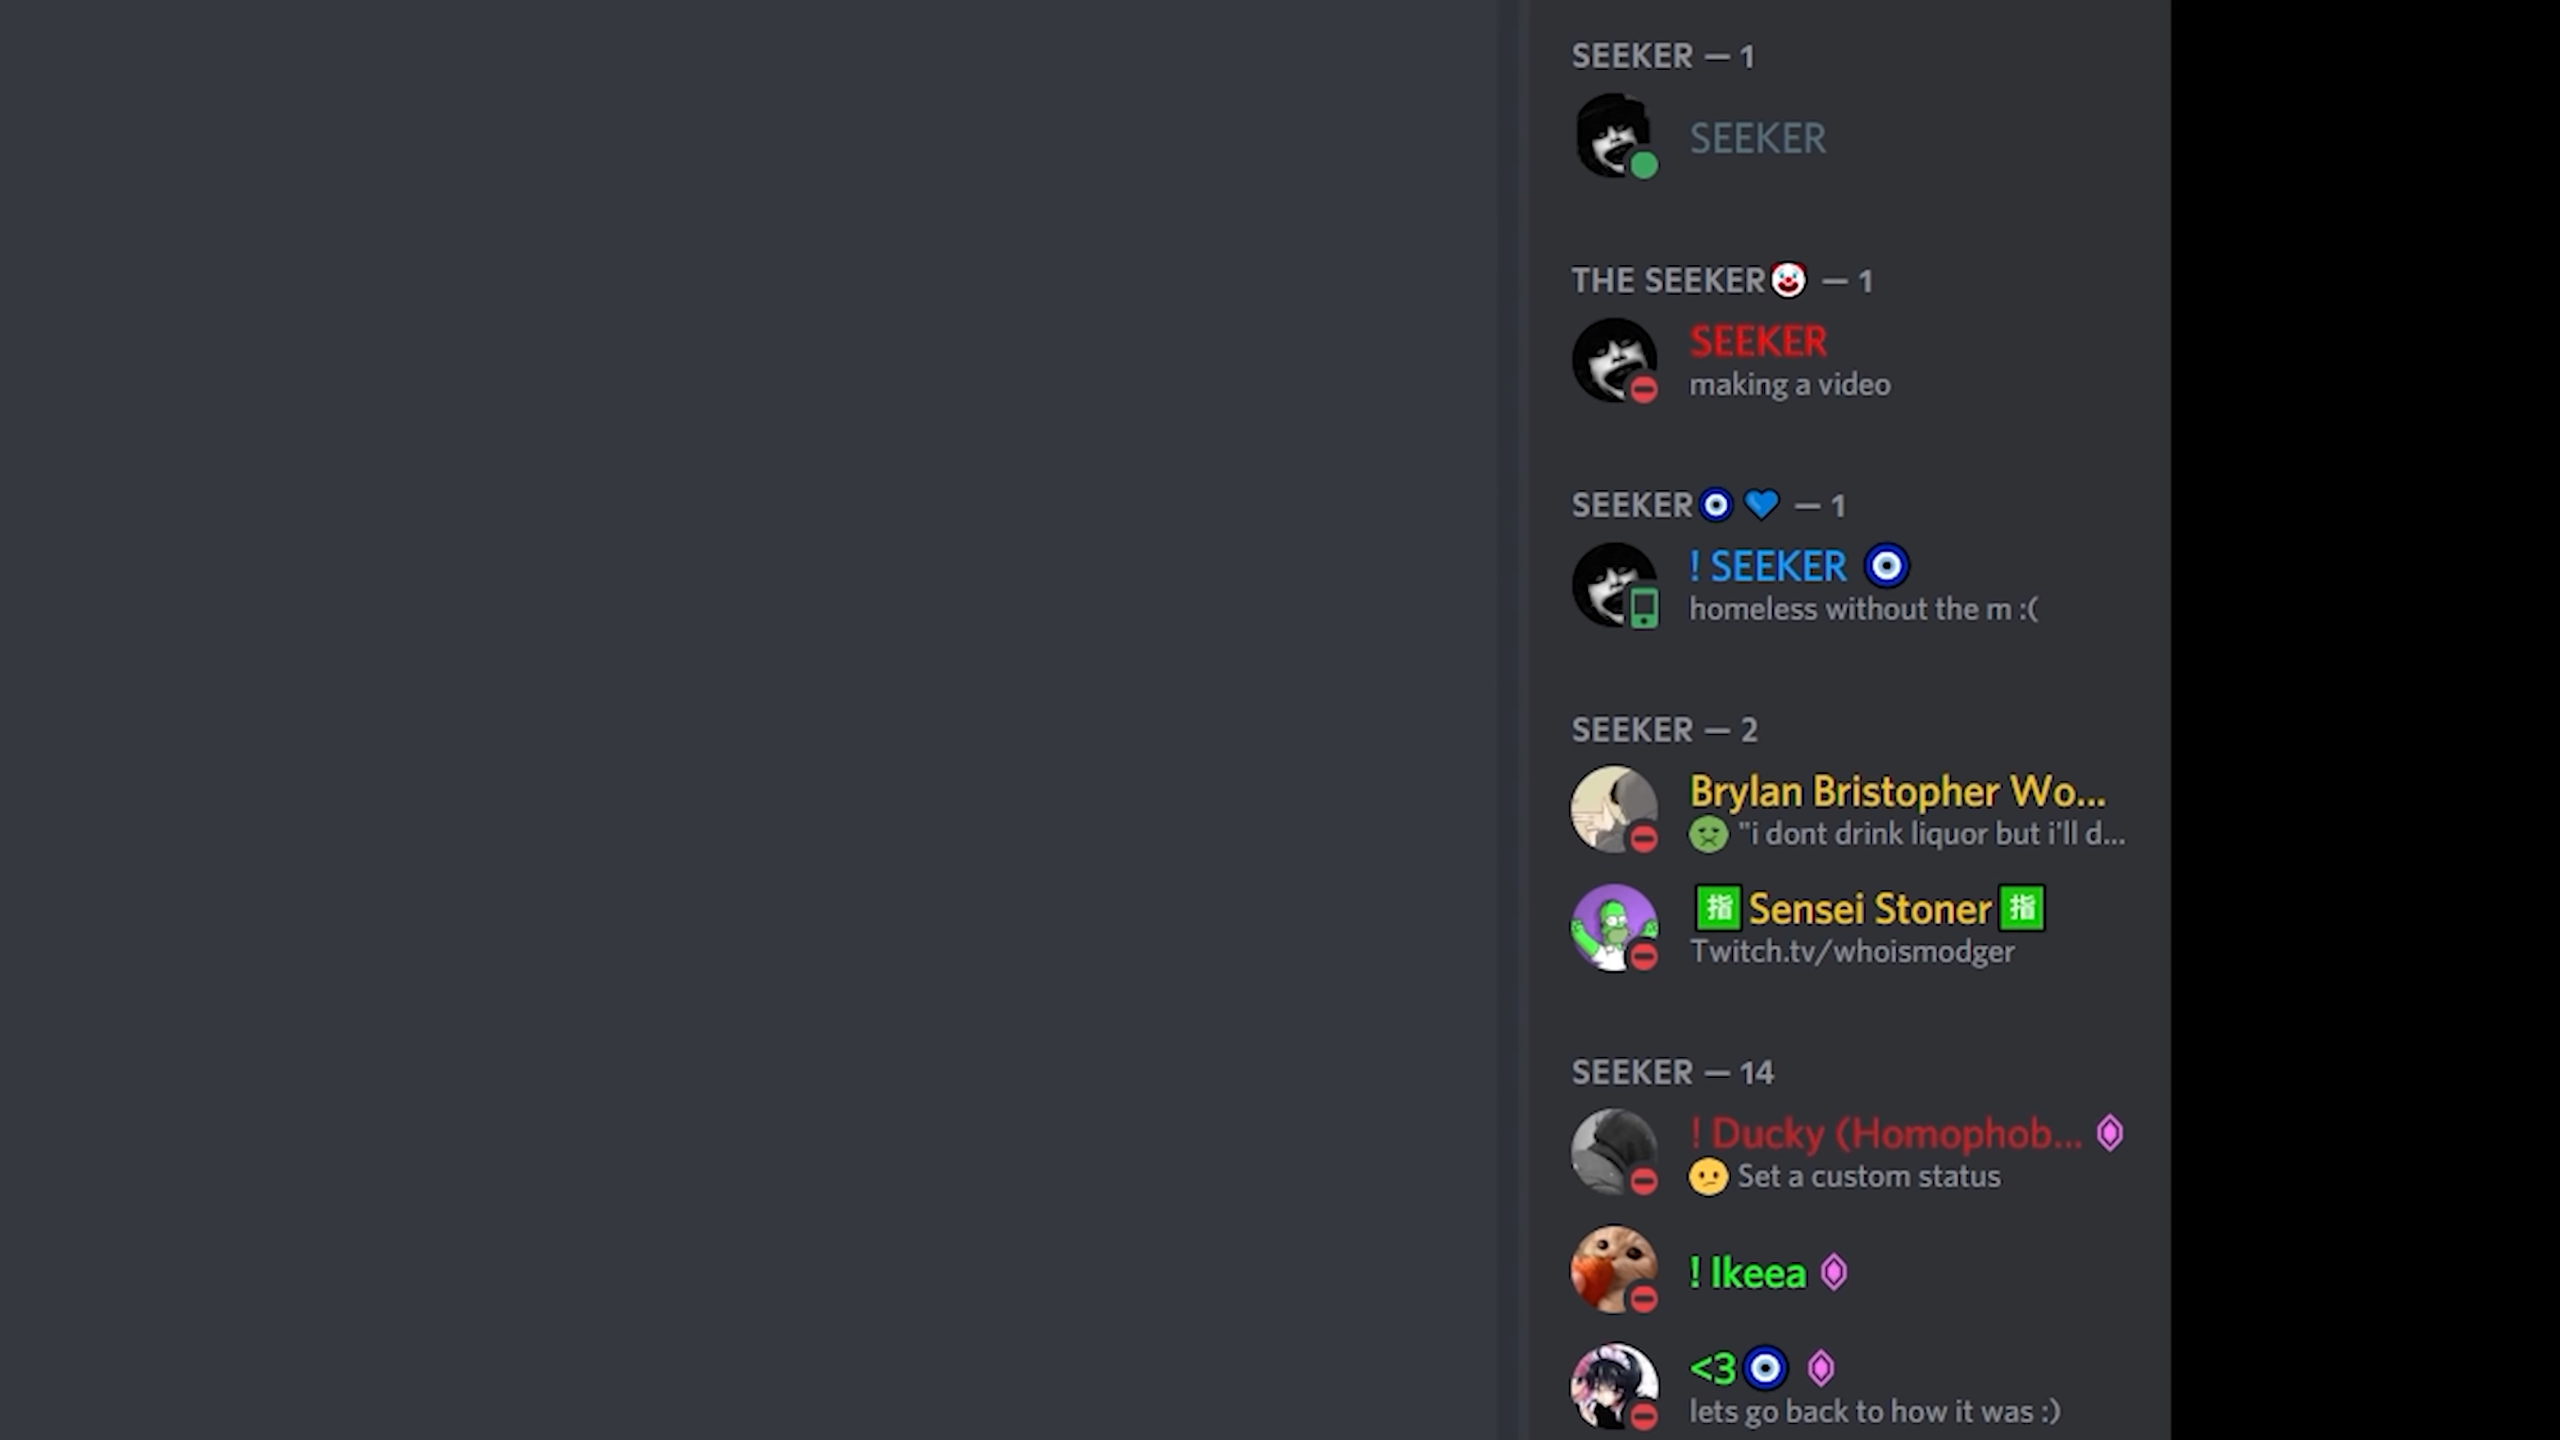 SEEKER — 1
SEEKER
THE SEEKER🤡 — 1
SEEKER
making a video
SEEKER🧿 💙 — 1
! SEEKER 🧿
homeless without the m :(
SEEKER — 2
Brylan Bristopher Wo...
"i dont drink liquor but i'll d...
指 Sensei Stoner 指
Twitch.tv/whoismodger
SEEKER — 14
! Ducky (Homophob...
Set a custom status
! Ikeea
<3🧿
lets go back to how it was :)